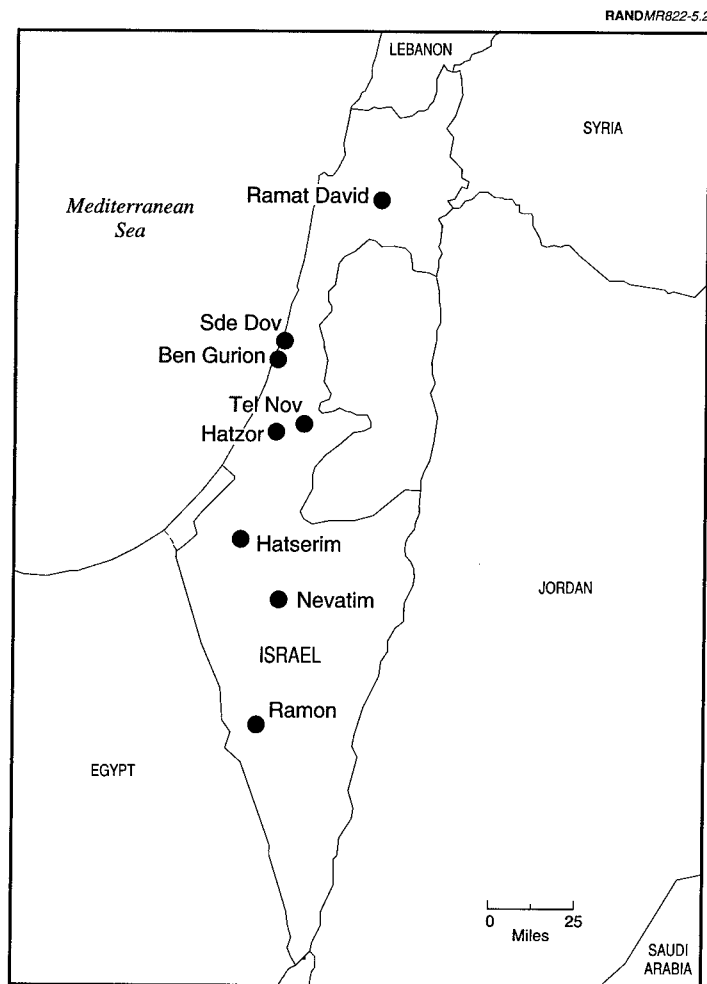 RANDMR822-5.2
LEBANON
SYRIA
Ramat David
Mediterranean
Sea
Sde Dov
Ben Gurion
Tel Nov
Hatzor
Hatserim
JORDAN
Nevatim
ISRAEL
Ramon
EGYPT
0 25
Miles
SAUDI
ARABIA